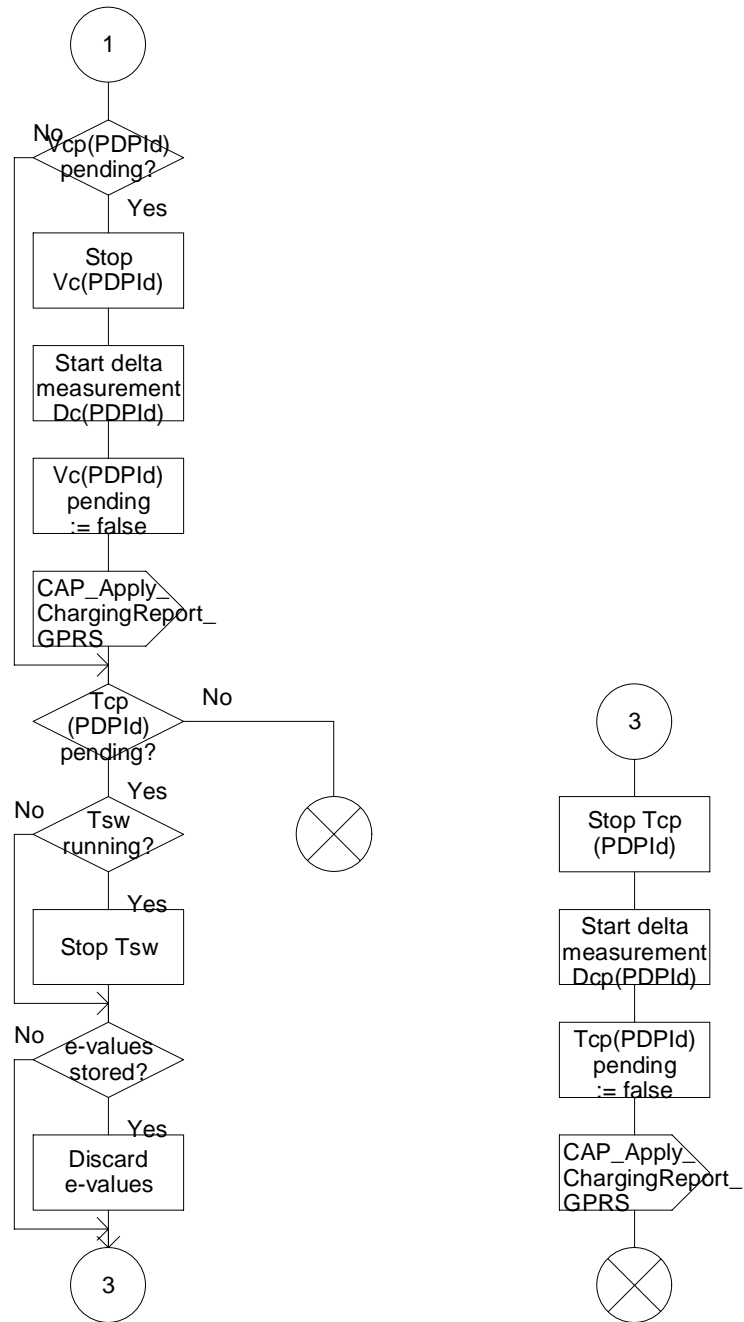 1
No
Vcp(PDPId)
pending?
Yes
Stop
Vc(PDPId)
Start delta
measurement
Dc(PDPId)
Vc(PDPId)
pending
:= false
CAP_Apply_
ChargingReport_
GPRS
Tcp
(PDPId)
pending?
No
Yes
No
Tsw
running?
Yes
Stop Tsw
No
e-values
stored?
Yes
Discard
e-values
3
3
Stop Tcp
(PDPId)
Start delta
measurement
Dcp(PDPId)
Tcp(PDPId)
pending
:= false
CAP_Apply_
ChargingReport_
GPRS